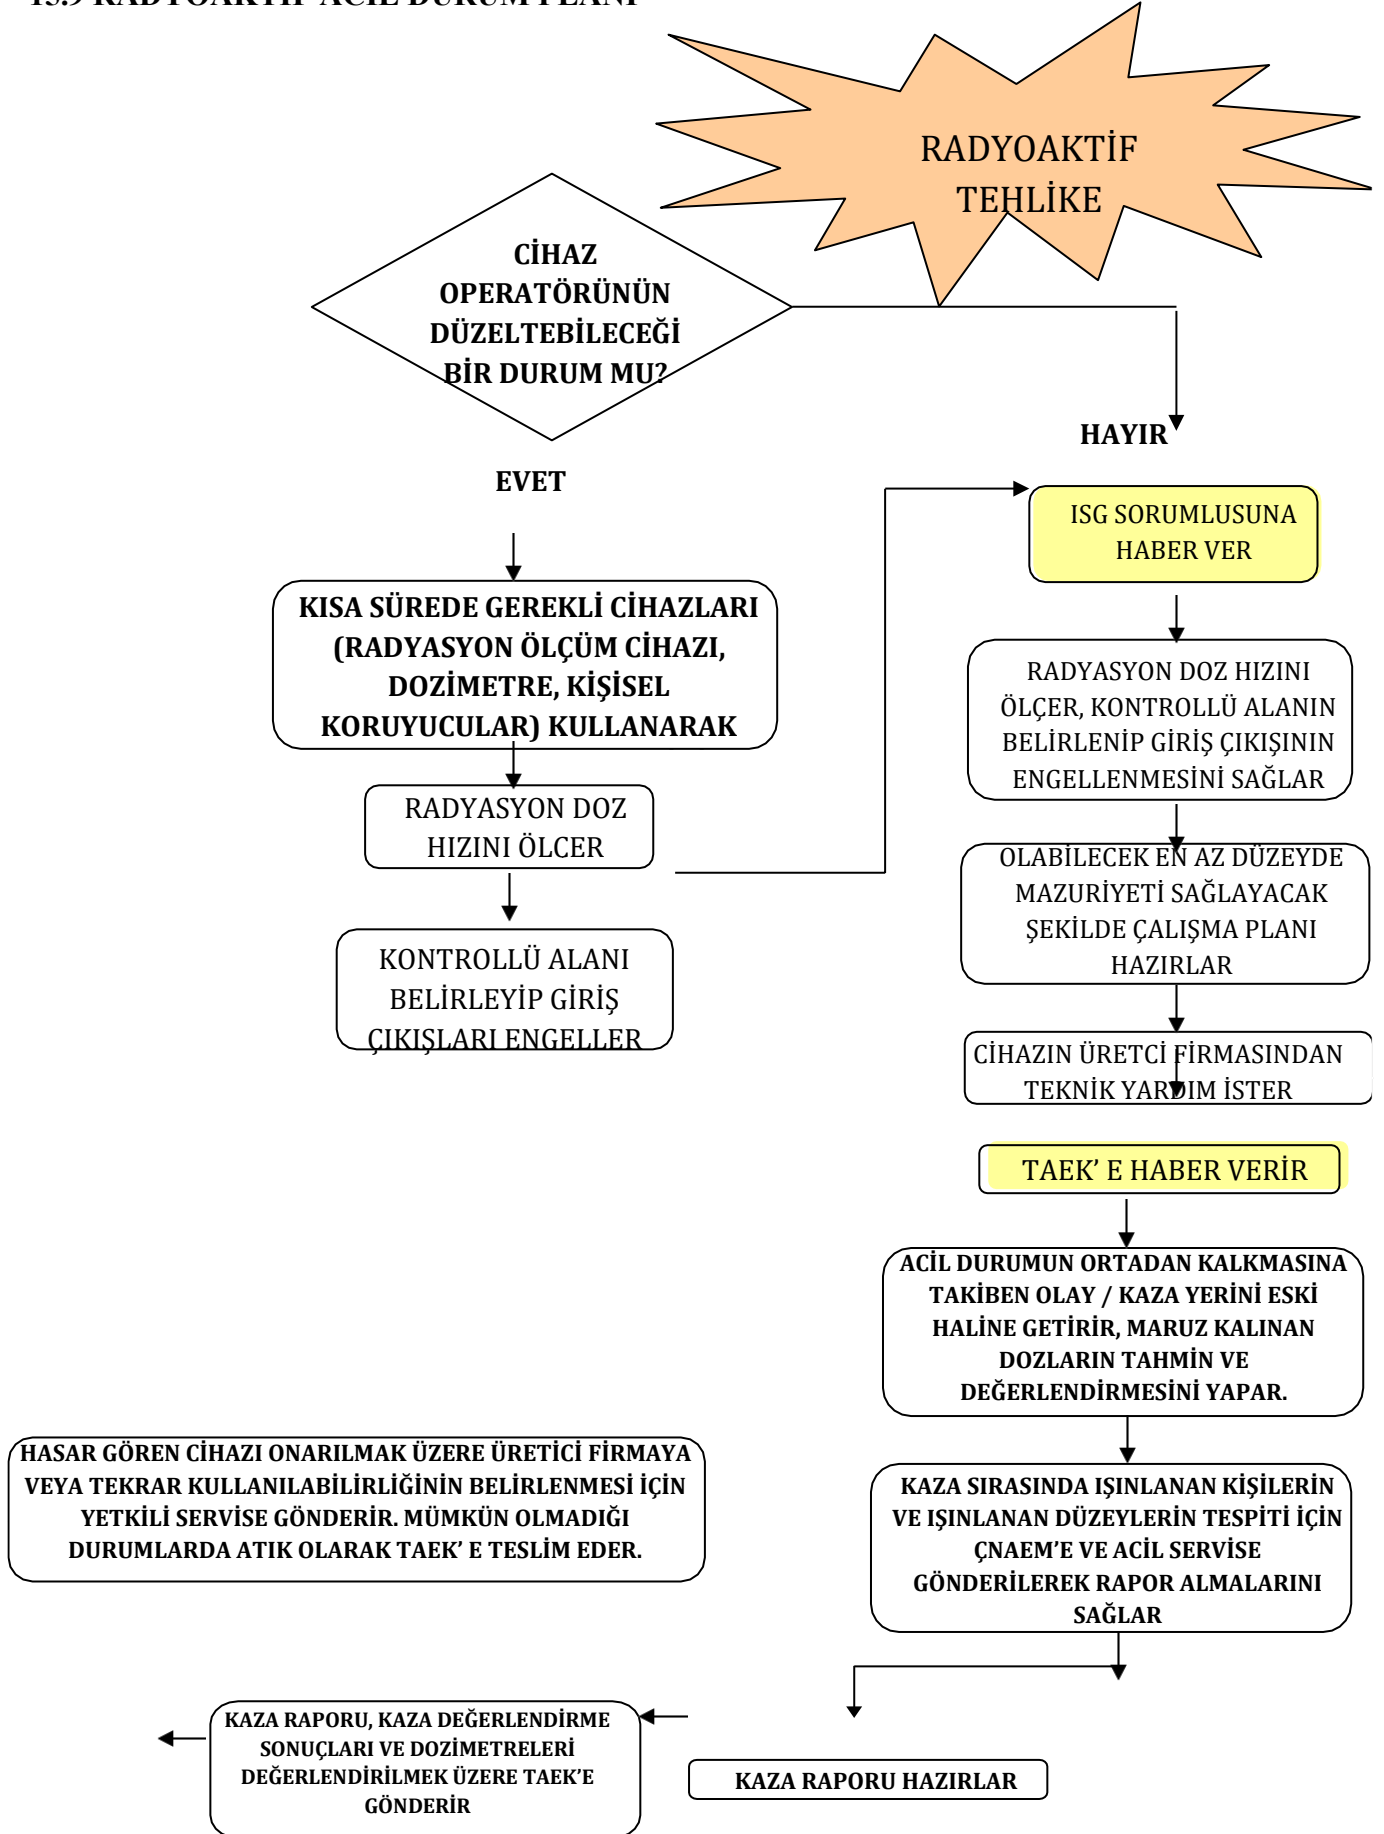 13.9 RADYOAKTİF ACİL DURUM PLANI
RADYOAKTİF
TEHLİKE
CİHAZ
OPERATÖRÜNÜN
DÜZELTEBİLECEĞİ
BİR DURUM MU?
HAYIR
EVET
ISG SORUMLUSUNA
HABER VER
KISA SÜREDE GEREKLİ CİHAZLARI
(RADYASYON ÖLÇÜM CİHAZI,
DOZİMETRE, KİŞİSEL
KORUYUCULAR) KULLANARAK
RADYASYON DOZ
HIZINI ÖLCER
KONTROLLÜ ALANI
BELİRLEYİP GİRİŞ
ÇIKIŞLARI ENGELLER
RADYASYON DOZ HIZINI
ÖLÇER, KONTROLLÜ ALANIN
BELİRLENİP GİRİŞ ÇIKIŞININ
ENGELLENMESİNİ SAĞLAR
OLABİLECEK EN AZ DÜZEYDE
MAZURİYETİ SAĞLAYACAK
ŞEKİLDE ÇALIŞMA PLANI
HAZIRLAR
CİHAZIN ÜRETCİ FİRMASINDAN
TEKNİK YARDIM İSTER
TAEK' E HABER VERİR
ACİL DURUMUN ORTADAN KALKMASINA
TAKİBEN OLAY / KAZA YERİNİ ESKİ
HALİNE GETİRİR, MARUZ KALINAN
DOZLARIN TAHMİN VE
DEĞERLENDİRMESİNİ YAPAR.
HASAR GÖREN CİHAZI ONARILMAK ÜZERE ÜRETİCİ FİRMAYA
VEYA TEKRAR KULLANILABİLİRLİĞİNİN BELİRLENMESİ İÇİN
YETKİLİ SERVİSE GÖNDERİR. MÜMKÜN OLMADIĞI
DURUMLARDA ATIK OLARAK TAEK' E TESLİM EDER.
KAZA SIRASINDA IŞINLANAN KİŞİLERİN
VE IŞINLANAN DÜZEYLERİN TESPİTİ İÇİN
ÇNAEM'E VE ACİL SERVİSE
GÖNDERİLEREK RAPOR ALMALARINI
SAĞLAR
KAZA RAPORU, KAZA DEĞERLENDİRME
SONUÇLARI VE DOZİMETRELERİ
DEĞERLENDİRİLMEK ÜZERE TAEK'E
GÖNDERİR
KAZA RAPORU HAZIRLAR